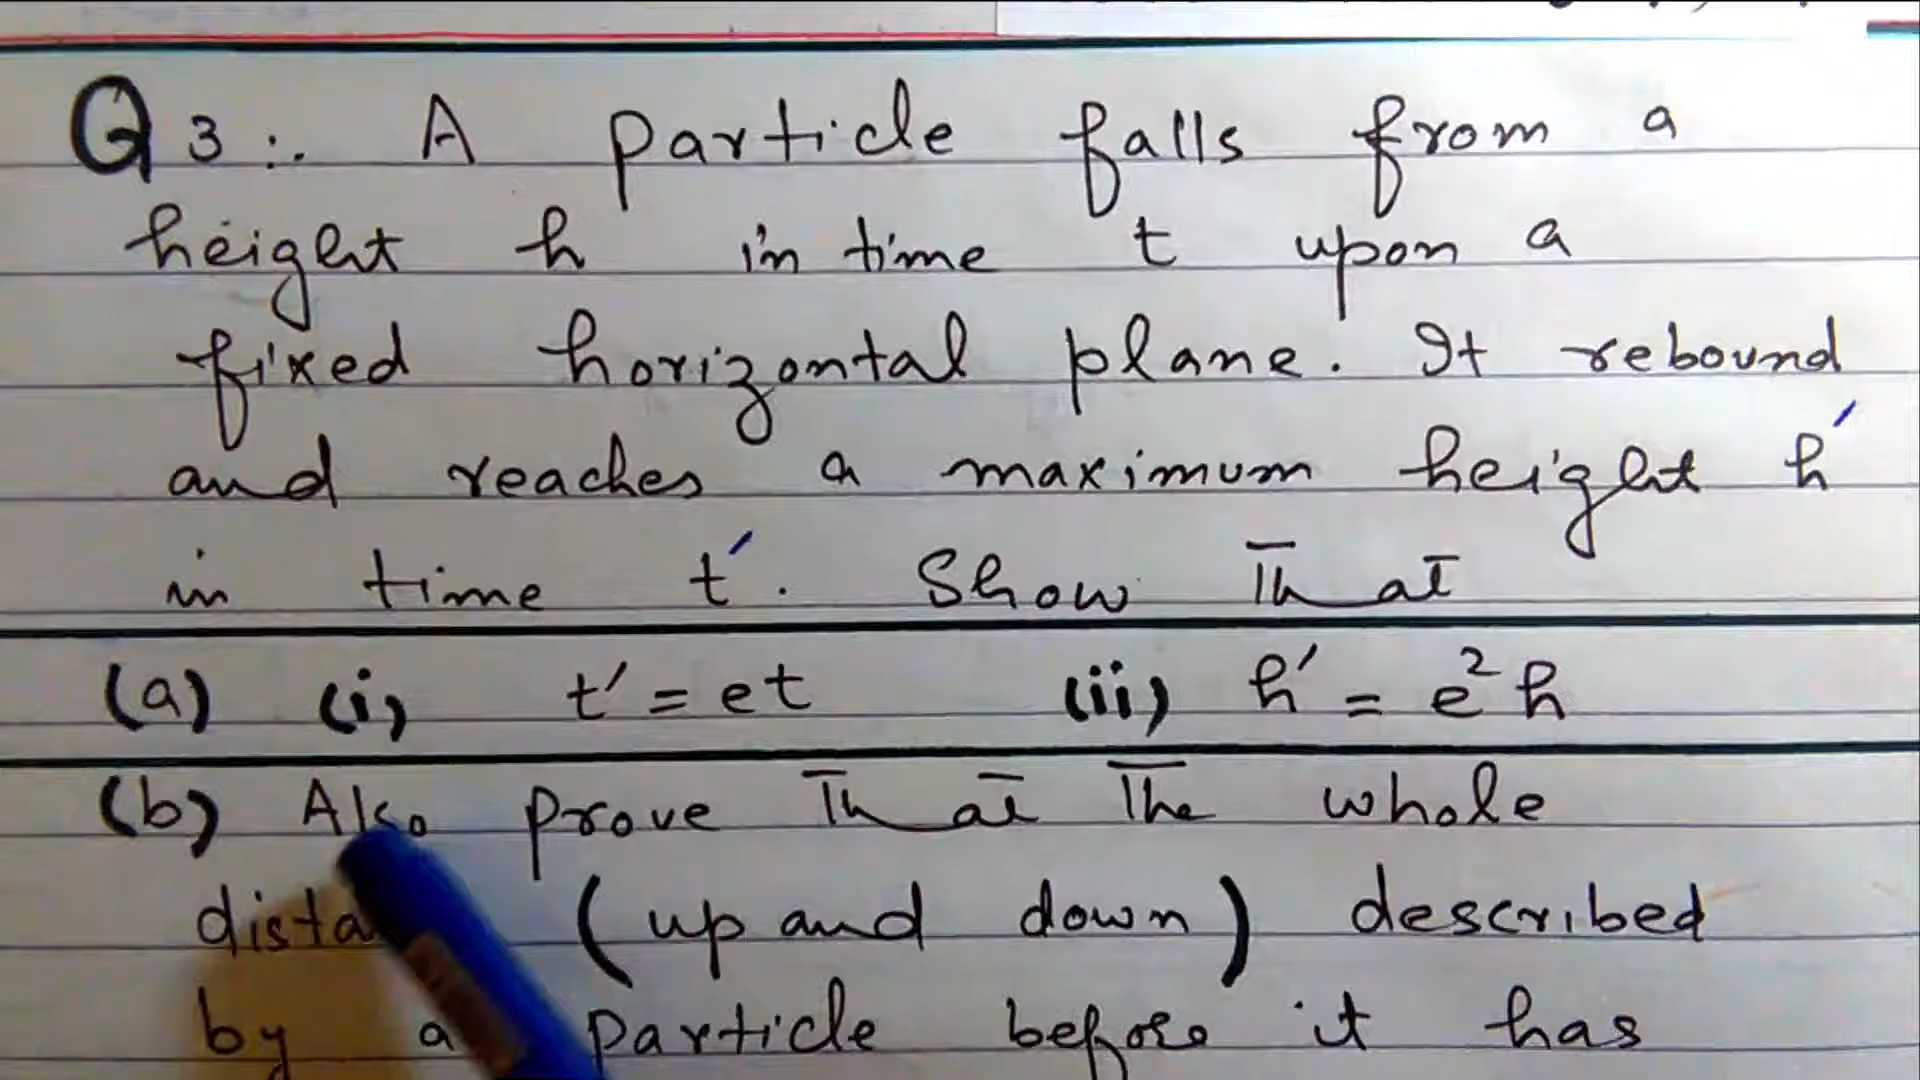 Q3:. A particle falls from a
height h in time t upon a
fixed horizontal plane. It rebound
and reaches a maximum height h'
in time t'. Show That
(a) (i) t' = et (ii) h' = e²h
(b) Also prove That The whole
(up and down) described
by a particle before it has